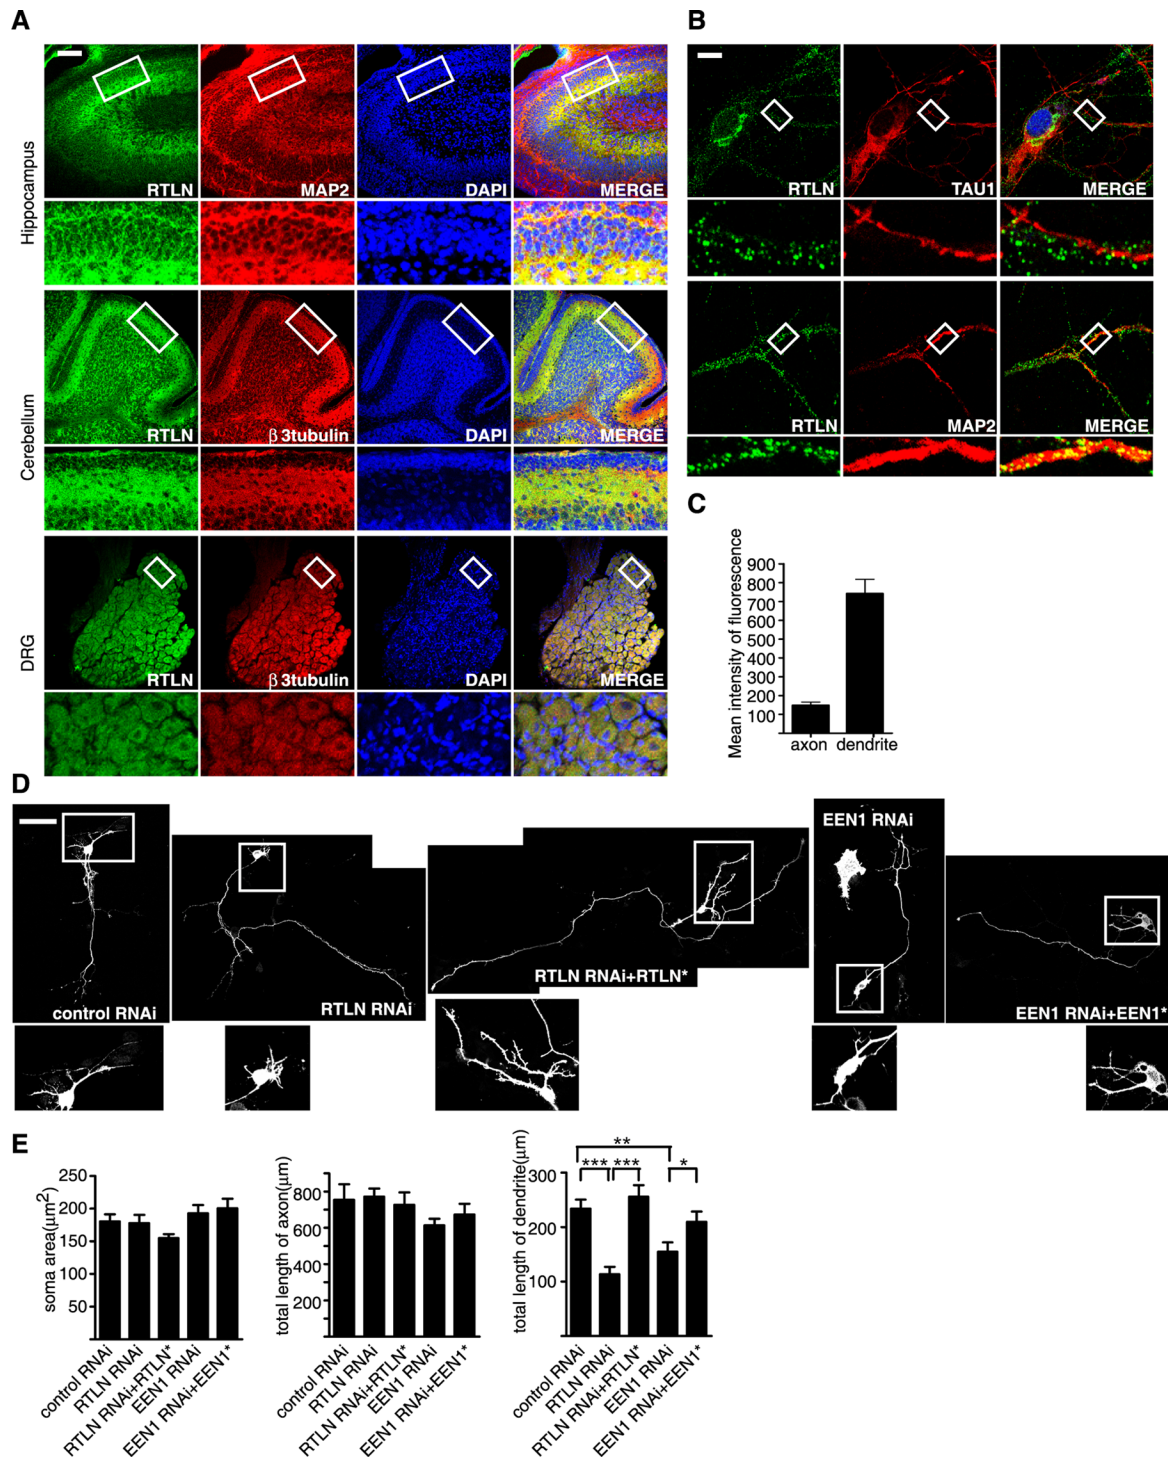 A
RTLN MAP2 DAPI MERGE
Hippocampus
RTLN β3tubulin DAPI MERGE
Cerebellum
RTLN β3tubulin DAPI MERGE
DRG
B
RTLN TAU1 MERGE
RTLN MAP2 MERGE
C
Mean intensity of fluorescence
900
800
700
600
500
400
300
200
100
axon dendrite
D
control RNAi
RTLN RNAi
RTLN RNAi+RTLN*
EEN1 RNAi
EEN1 RNAi+EEN1*
E
soma area(μm²)
250
200
150
100
50
control RNAi
RTLN RNAi
RTLN RNAi+RTLN*
EEN1 RNAi
EEN1 RNAi+EEN1*
total length of axon(μm)
800
600
400
200
control RNAi
RTLN RNAi
RTLN RNAi+RTLN*
EEN1 RNAi
EEN1 RNAi+EEN1*
total length of dendrite(μm)
300
200
100
**
*** *** *
control RNAi
RTLN RNAi
RTLN RNAi+RTLN*
EEN1 RNAi
EEN1 RNAi+EEN1*